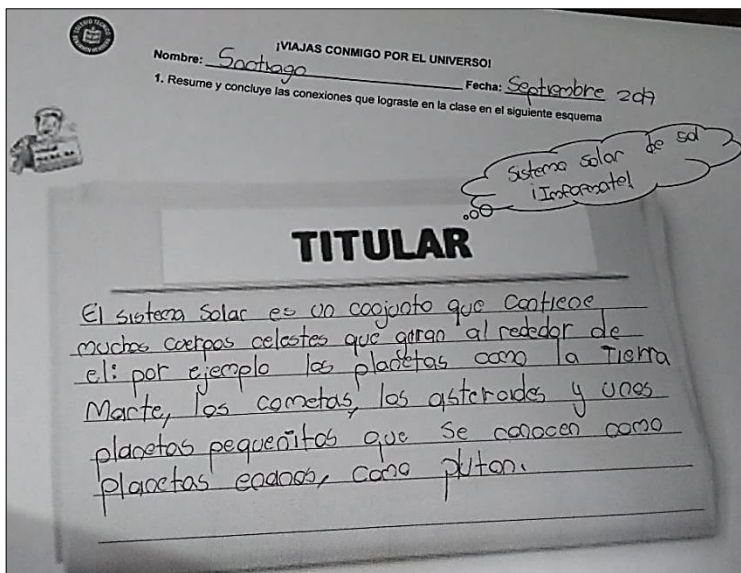 ¡VIAJAS CONMIGO POR EL UNIVERSO!
Nombre: Santiago Fecha: Septiembre 2019
1. Resume y concluye las conexiones que lograste en la clase en el siguiente esquema
Sistema Solar de sol
¡Informate!
TITULAR
El sistema Solar es un conjunto que contiene
muchos cuerpos celestes que giran al rededor de
el: por ejemplo los planetas como la Tierra
Marte, los cometas, los asteroides y unos
planetas pequeñitos que se conocen como
planetas enanos, como pluton.